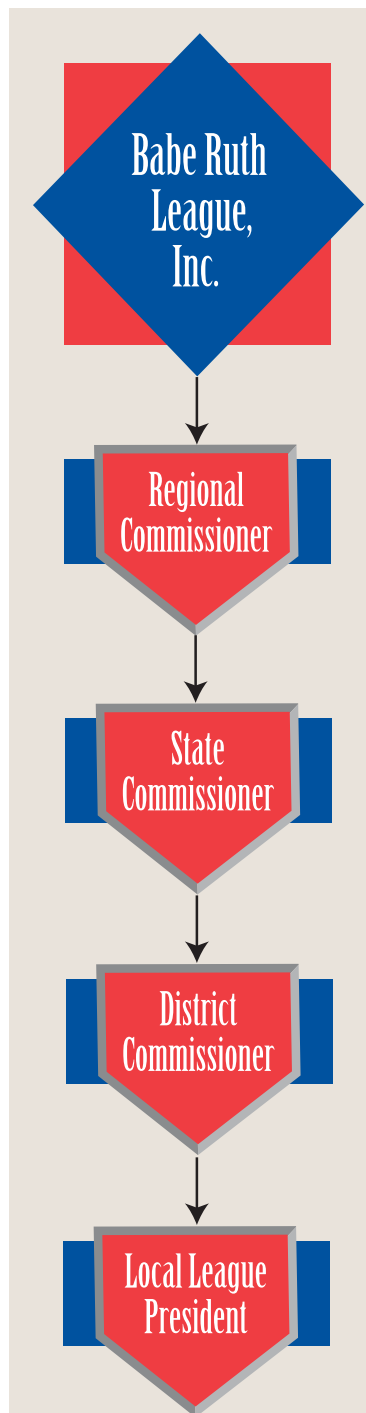 Babe Ruth
League,
Inc.
Regional
Commissioner
State
Commissioner
District
Commissioner
Local League
President